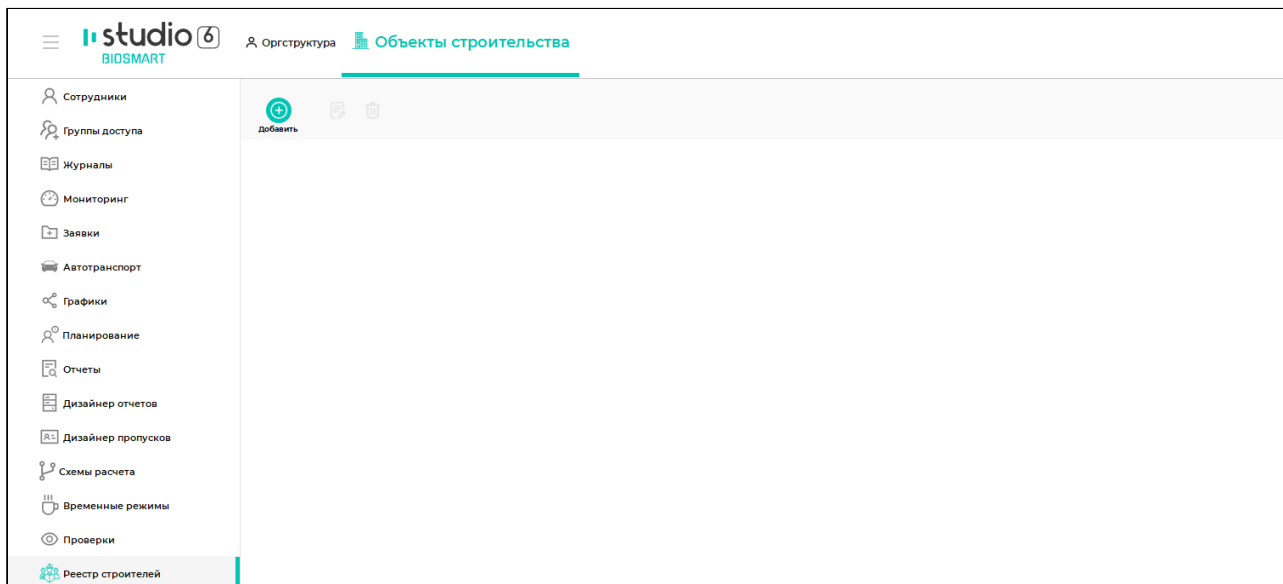 studio 6
BIOSMART
Оргструктура
Объекты строительства
Добавить
Сотрудники
Группы доступа
Журналы
Мониторинг
Заявки
Автотранспорт
Графики
Планирование
Отчеты
Дизайнер отчетов
Дизайнер пропусков
Схемы расчета
Временные режимы
Проверки
Реестр строителей